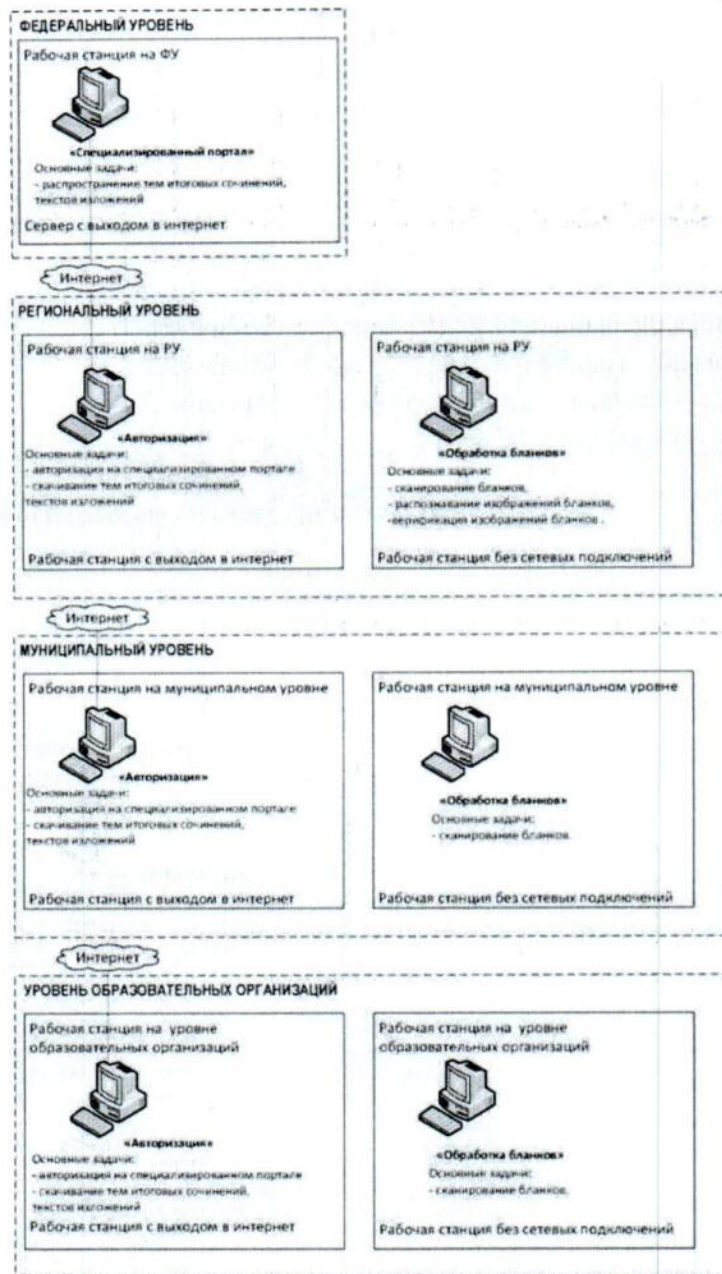 ФЕДЕРАЛЬНЫЙ УРОВЕНЬ
Рабочая станция на ФУ
«Специализированный портал»
Основные задачи:
- распространение тем итоговых сочинений,
текстов изложений
Сервер с выходом в интернет
Интернет
РЕГИОНАЛЬНЫЙ УРОВЕНЬ
Рабочая станция на РУ
«Авторизация»
Основные задачи:
- авторизация на специализированном портале
- скачивание тем итоговых сочинений,
текстов изложений
Рабочая станция с выходом в интернет
Рабочая станция на РУ
«Обработка бланков»
Основные задачи:
- сканирование бланков,
- распознавание изображений бланков,
-верификация изображений бланков .
Рабочая станция без сетевых подключений
Интернет
МУНИЦИПАЛЬНЫЙ УРОВЕНЬ
Рабочая станция на муниципальном уровне
«Авторизация»
Основные задачи:
- авторизация на специализированном портале
- скачивание тем итоговых сочинений,
текстов изложений
Рабочая станция с выходом в интернет
Рабочая станция на муниципальном уровне
«Обработка бланков»
Основные задачи:
- сканирование бланков.
Рабочая станция без сетевых подключений
Интернет
УРОВЕНЬ ОБРАЗОВАТЕЛЬНЫХ ОРГАНИЗАЦИЙ
Рабочая станция на уровне
образовательных организаций
«Авторизация»
Основные задачи:
- авторизация на специализированном портале
- скачивание тем итоговых сочинений,
текстов изложений
Рабочая станция с выходом в интернет
Рабочая станция на уровне
образовательных организаций
«Обработка бланков»
Основные задачи:
- сканирование бланков,
Рабочая станция без сетевых подключений